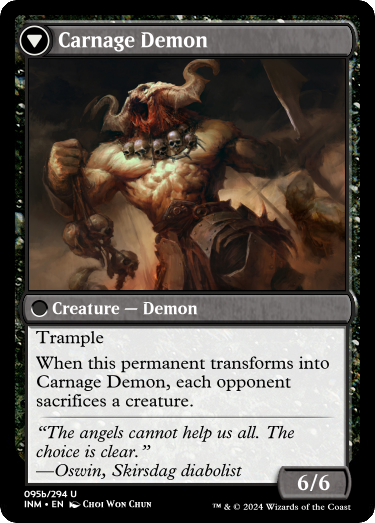 Carnage Demon
Creature — Demon
Trample
When this permanent transforms into
Carnage Demon, each opponent
sacrifices a creature.
“The angels cannot help us all. The
choice is clear.”
—Oswin, Skirsdag diabolist
6/6
095b/294 U
INM • EN Choi Won Chun
™ & © 2024 Wizards of the Coast